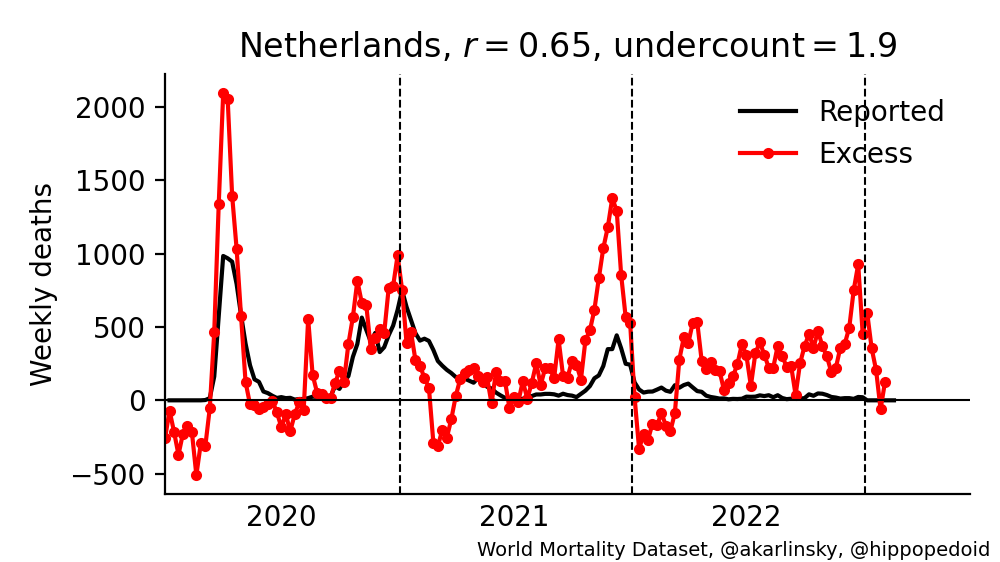 Netherlands, r = 0.65, undercount = 1.9
Weekly deaths
2000
1500
1000
500
0
−500
Reported
Excess
2020
2021
2022
World Mortality Dataset, @akarlinsky, @hippopedoid